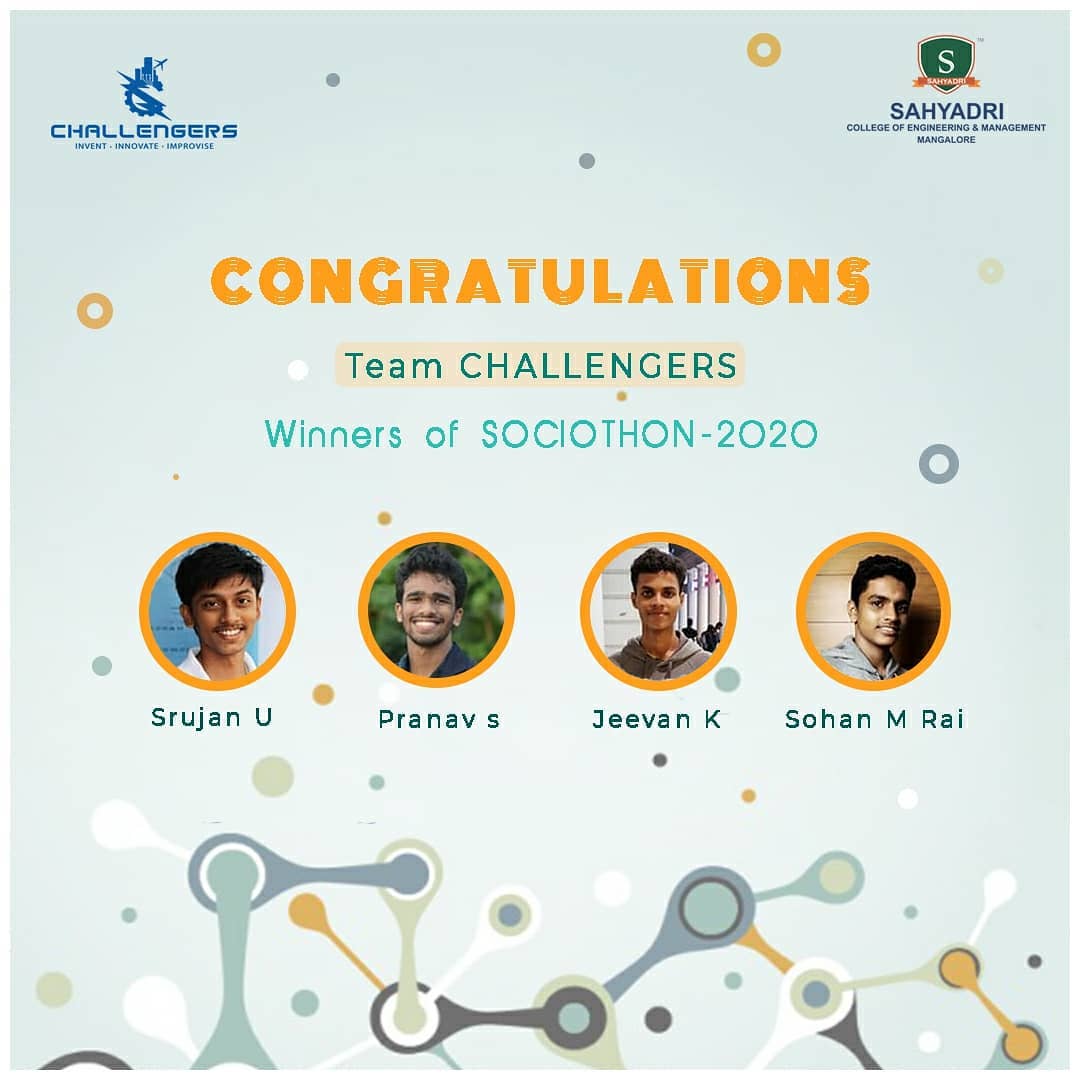 CHALLENGERS
INVENT · INNOVATE · IMPROVISE
S
SAHYADRI
TM
SAHYADRI
COLLEGE OF ENGINEERING & MANAGEMENT
MANGALORE
CONGRATULATIONS
Team CHALLENGERS
Winners of SOCIOTHON-2020
Srujan U
Pranav s
Jeevan K
Sohan M Rai